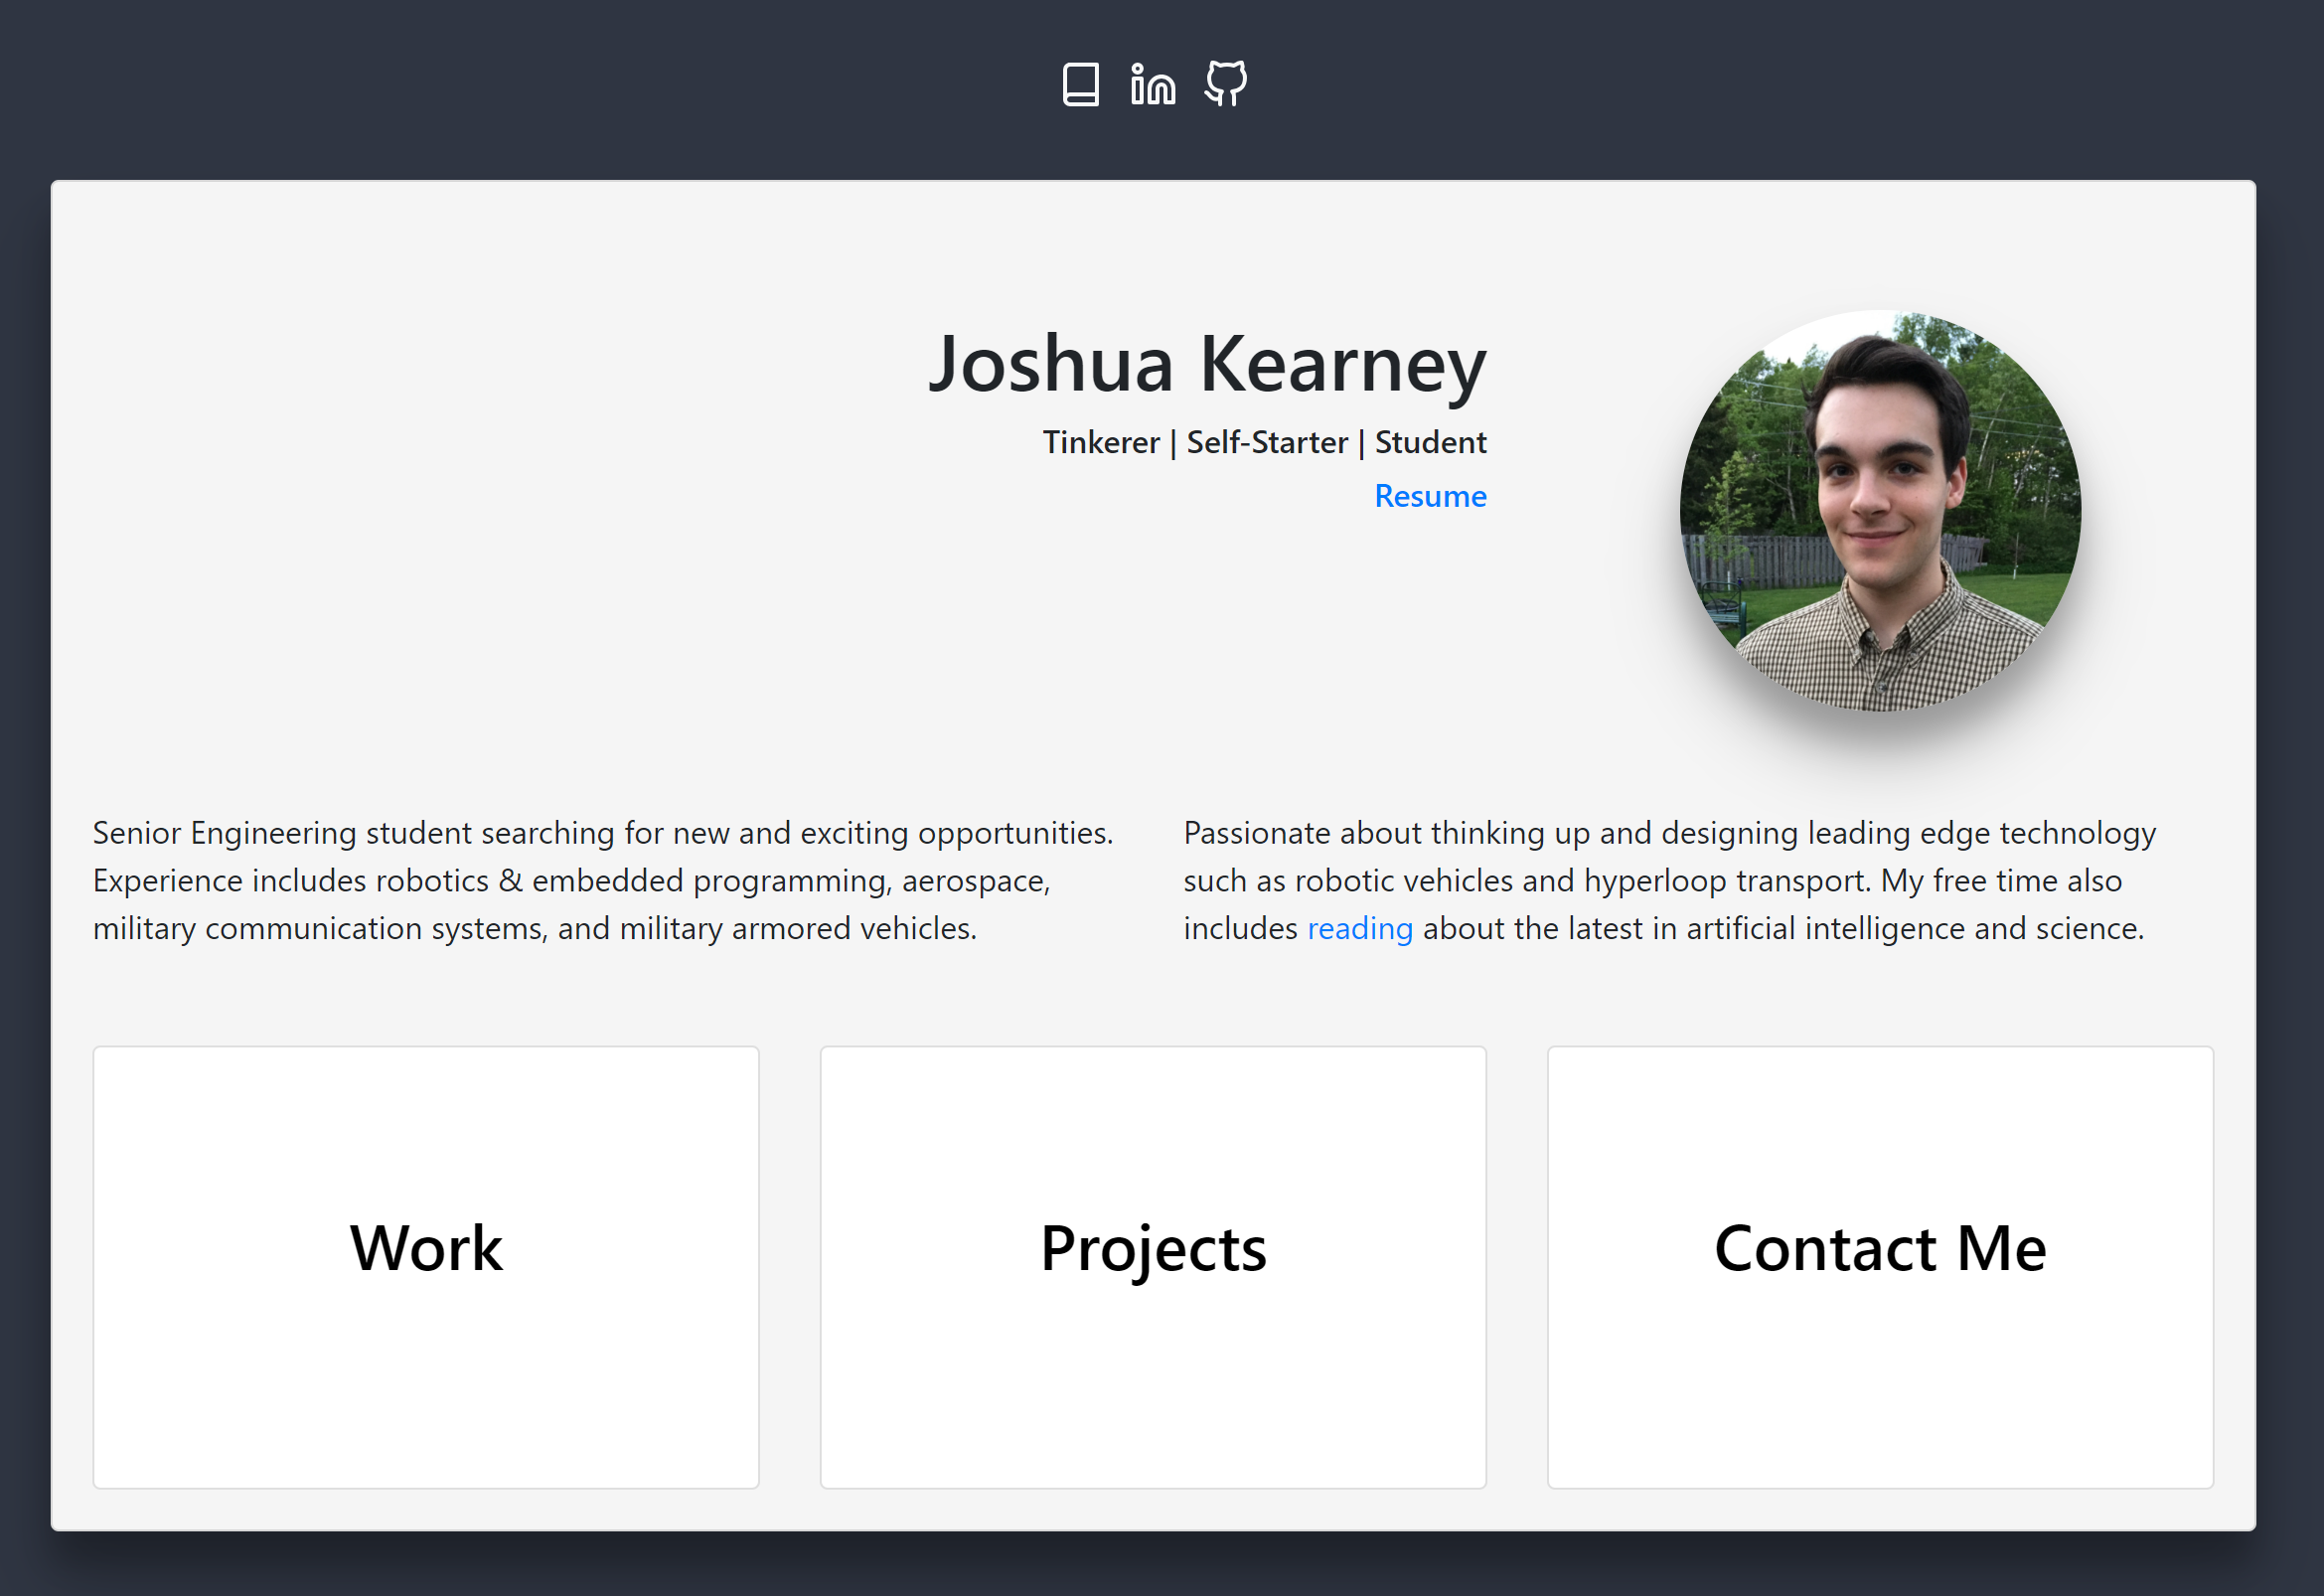 in
Joshua Kearney
Tinkerer | Self-Starter | Student
Resume
Senior Engineering student searching for new and exciting opportunities.
Experience includes robotics & embedded programming, aerospace,
military communication systems, and military armored vehicles.
Passionate about thinking up and designing leading edge technology
such as robotic vehicles and hyperloop transport. My free time also
includes reading about the latest in artificial intelligence and science.
Work
Projects
Contact Me